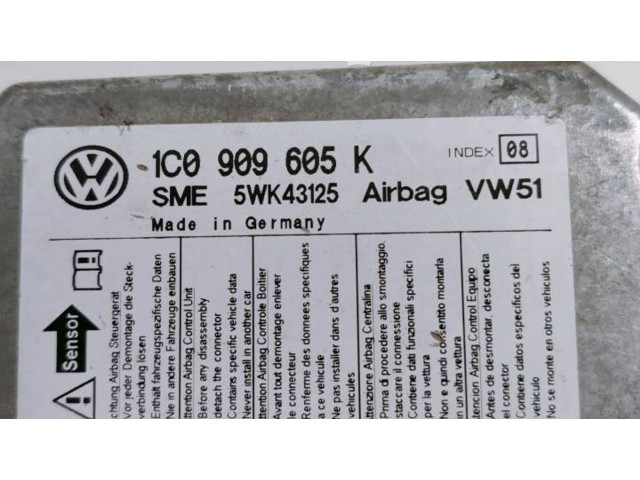 1C0 909 605 K
INDEX 08
SME 5WK43125 Airbag VW51
Made in Germany
Sensor
Airbag Steuergerät
Vor jeder Demontage die Steck-
verbindung lösen
Enthält fahrzeugspezifische Daten
Nie in andere Fahrzeuge einbauen
Attention Airbag Control Unit
Before any disassembly
detach the connector
Contains specific vehicle data
Never install in another car
Attention Airbag Controle Boitier
Avant tout demontage enlever
le connecteur
Renferme des donnees specifiques
a ce vehicule
Ne pas installer dans d'autres
vehicules
Attenzione Airbag Centralina
Prima di procedere allo smontaggio,
staccare il connessione
Contiene dati funzionali specifici
per la vettura
Non e quindi consentito montarla
in un altra vettura
Atencion Airbag Control Equipo
Antes de desmontar, desconecta
el conector
Contiene datos especificos del
vehiculo
No se monte en otros vehiculos